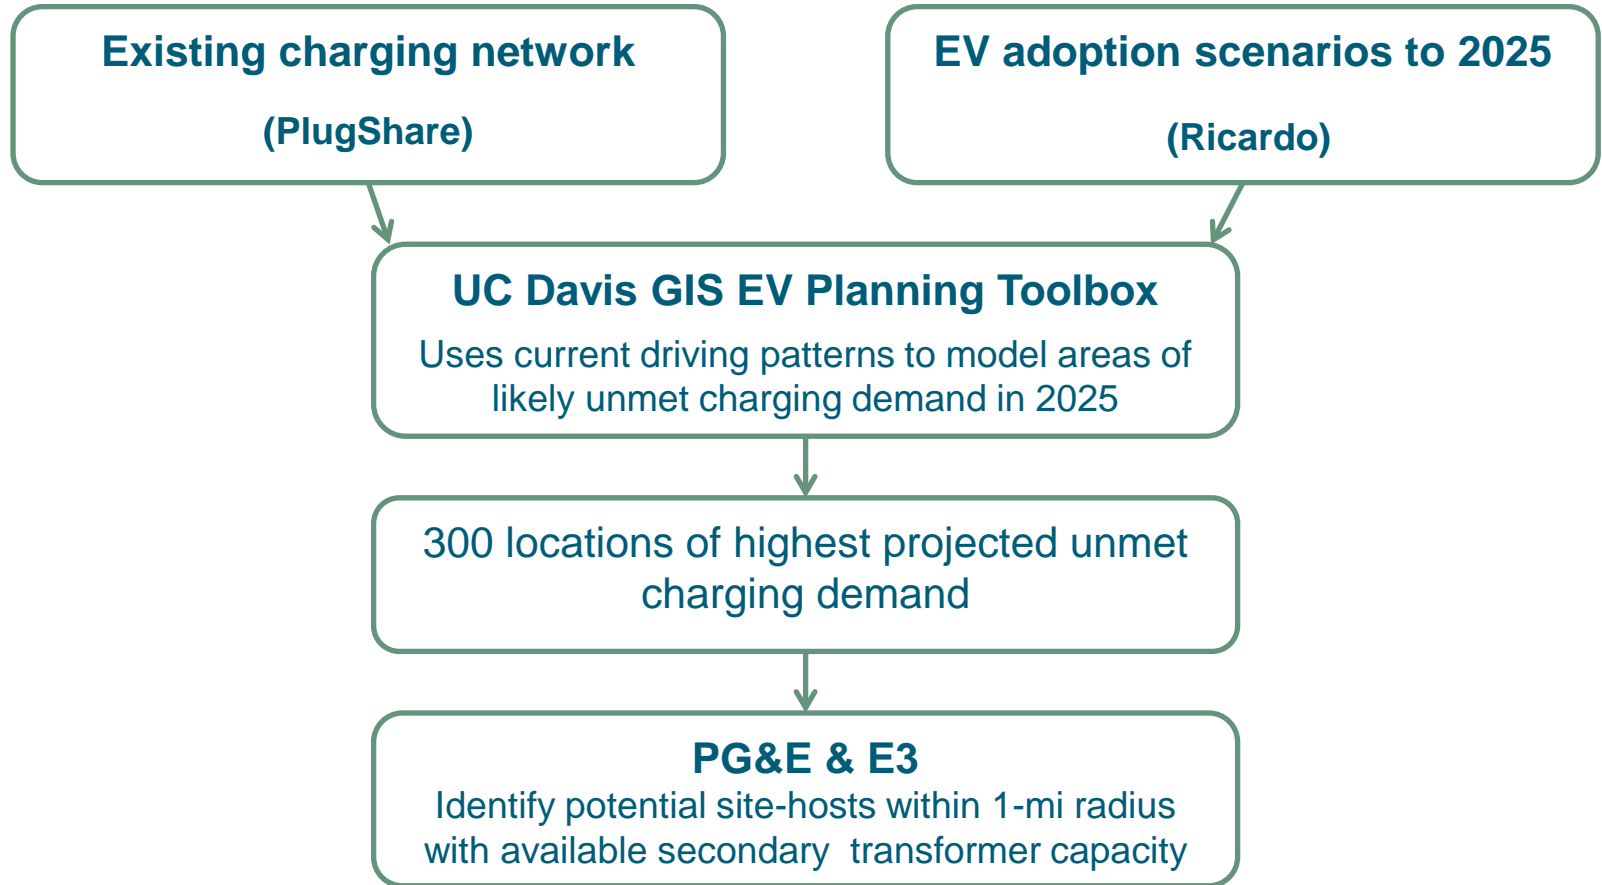 Existing charging network
(PlugShare)
EV adoption scenarios to 2025
(Ricardo)
UC Davis GIS EV Planning Toolbox
Uses current driving patterns to model areas of
likely unmet charging demand in 2025
300 locations of highest projected unmet
charging demand
PG&E & E3
Identify potential site-hosts within 1-mi radius
with available secondary transformer capacity